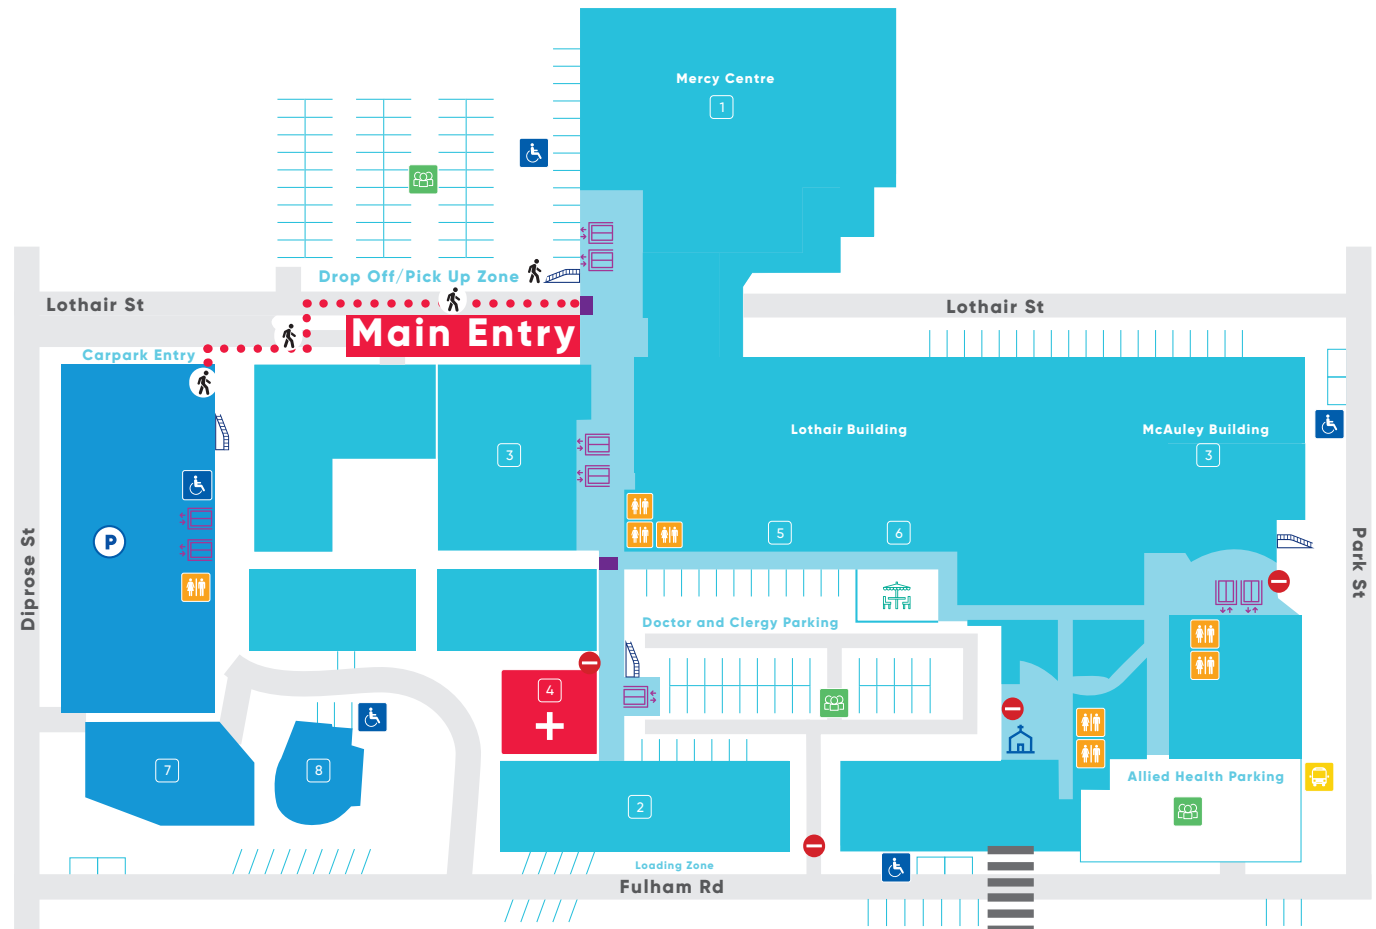 Mercy Centre
1
Drop Off/Pick Up Zone
Lothair St
Lothair St
Main Entry
Carpark Entry
Lothair Building
McAuley Building
3
3
5
6
P
Diprose St
Park St
Doctor and Clergy Parking
4
7
8
2
Allied Health Parking
Loading Zone
Fulham Rd